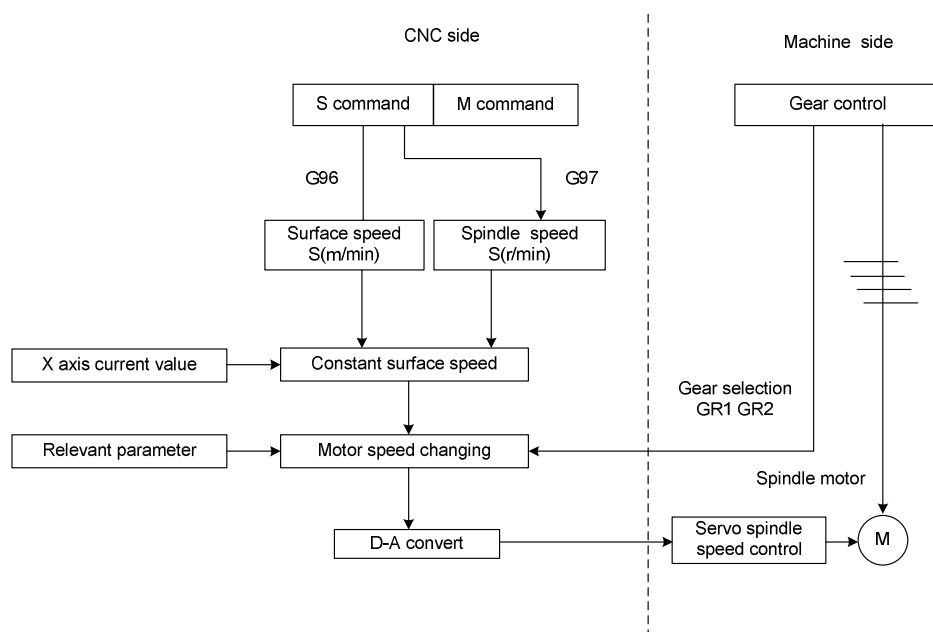 CNC side
Machine side
S command
M command
Gear control
G96
G97
Surface speed
S(m/min)
Spindle speed
S(r/min)
X axis current value
Constant surface speed
Gear selection
GR1 GR2
Relevant parameter
Motor speed changing
Spindle motor
D-A convert
Servo spindle
speed control
M